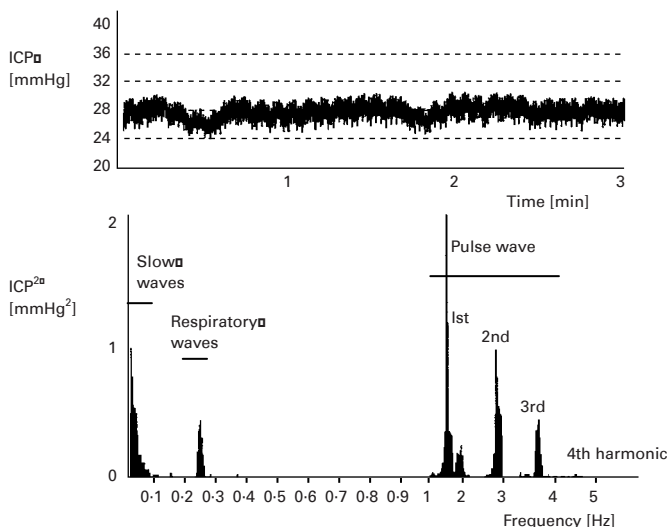 40
36
ICP¤
[mmHg]
32
28
24
20
1
2
3
Time [min]
2
Pulse wave
Slow¤
waves
ICP²¤
[mmHg²]
Respiratory¤
waves
Ist
2nd
1
3rd
4th harmonic
0
0·1 0·2 0·3 0·4 0·5 0·6 0·7 0·8 0·9 1 2 3 4 5
Frequency [Hz]